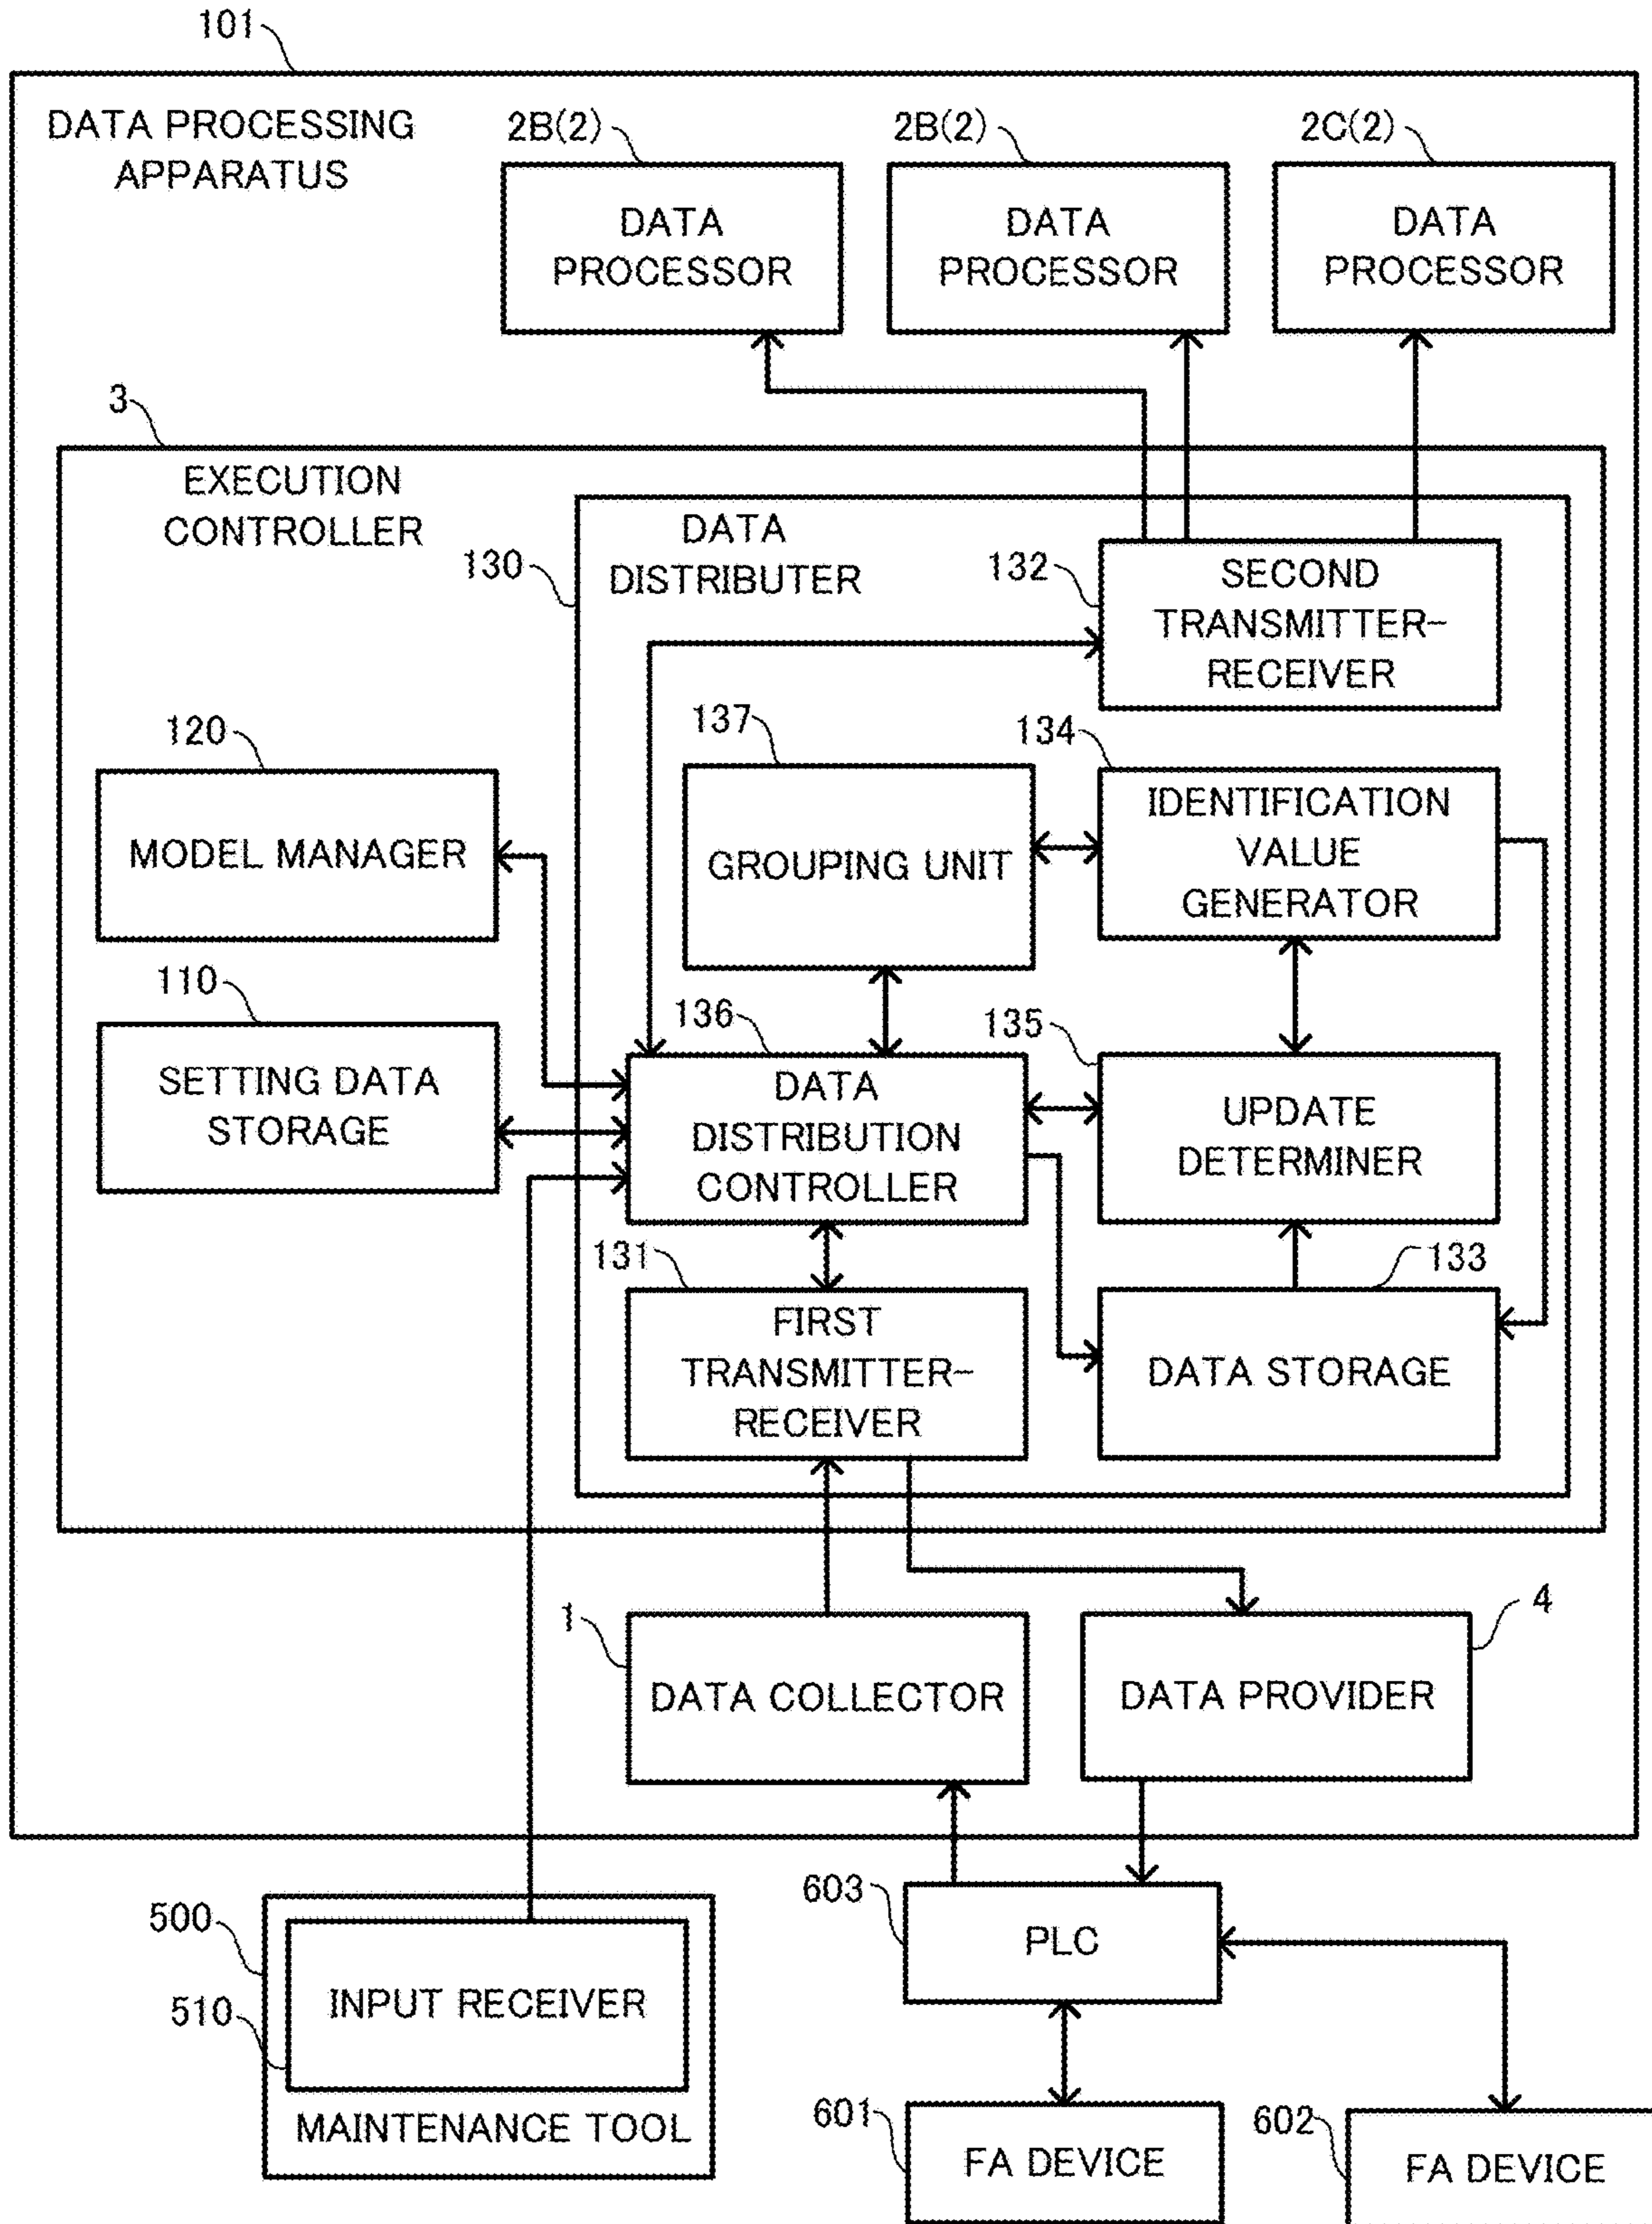 101
DATA PROCESSING
APPARATUS
2B(2)
2B(2)
2C(2)
DATA
PROCESSOR
DATA
PROCESSOR
DATA
PROCESSOR
3
EXECUTION
CONTROLLER
130
DATA
DISTRIBUTER
132
SECOND
TRANSMITTER-
RECEIVER
120
MODEL MANAGER
137
GROUPING UNIT
134
IDENTIFICATION
VALUE
GENERATOR
110
SETTING DATA
STORAGE
136
DATA
DISTRIBUTION
CONTROLLER
135
UPDATE
DETERMINER
131
FIRST
TRANSMITTER-
RECEIVER
133
DATA STORAGE
1
DATA COLLECTOR
4
DATA PROVIDER
500
510
INPUT RECEIVER
MAINTENANCE TOOL
603
PLC
601
FA DEVICE
602
FA DEVICE